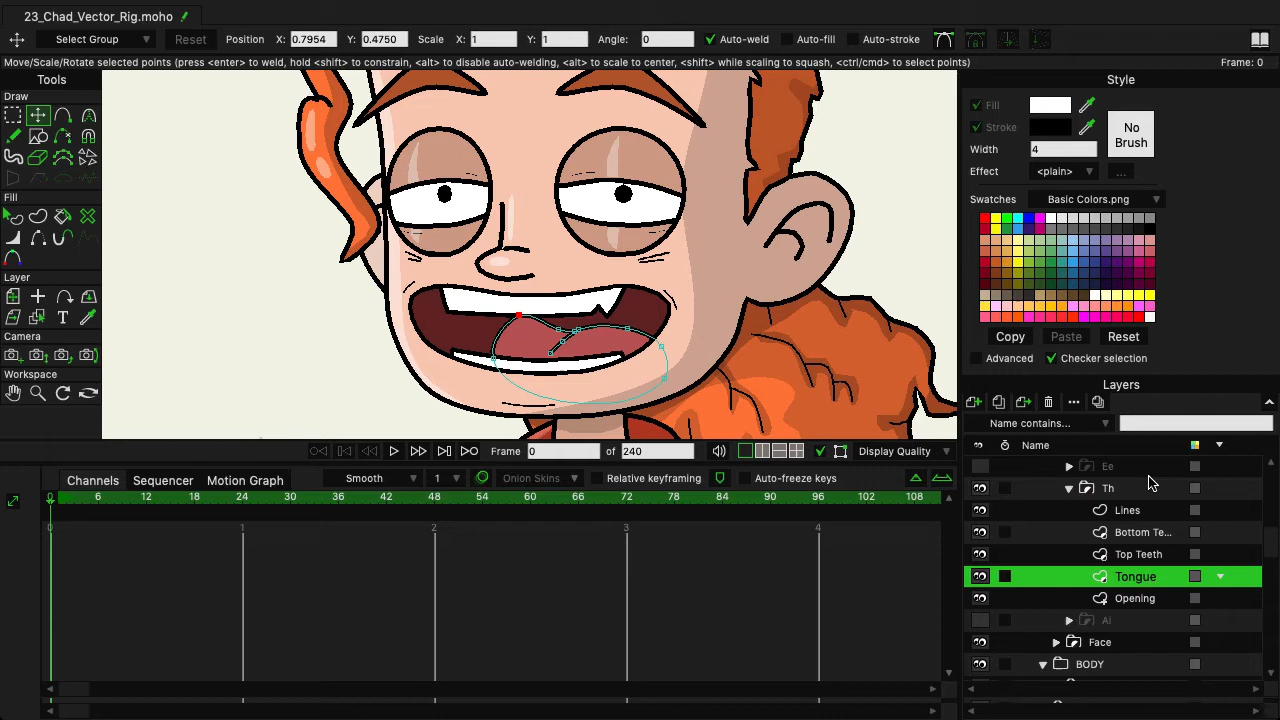 23_Chad_Vector_Rig.moho
Select Group Reset Position X: 0.7954 Y: 0.4750 Scale X: 1 Y: 1 Angle: 0 Auto-weld Auto-fill Auto-stroke
Move/Scale/Rotate selected points (press <enter> to weld, hold <shift> to constrain, <alt> to disable auto-welding, <alt> to scale to center, <shift> while scaling to squash, <ctrl/cmd> to select points) Frame: 0
Tools
Draw
Fill
Layer
Camera
Workspace
Style
Fill
Stroke
No Brush
Width 4
Effect <plain> ...
Swatches Basic Colors.png
Copy Paste Reset
Advanced Checker selection
Layers
Name contains...
Name
Ee
Th
Lines
Bottom Te...
Top Teeth
Tongue
Opening
Ai
Face
BODY
Frame 0 of 240 Display Quality
Channels Sequencer Motion Graph Smooth 1 Onion Skins Relative keyframing Auto-freeze keys
0 6 12 18 24 30 36 42 48 54 60 66 72 78 84 90 96 102 108
0 1 2 3 4